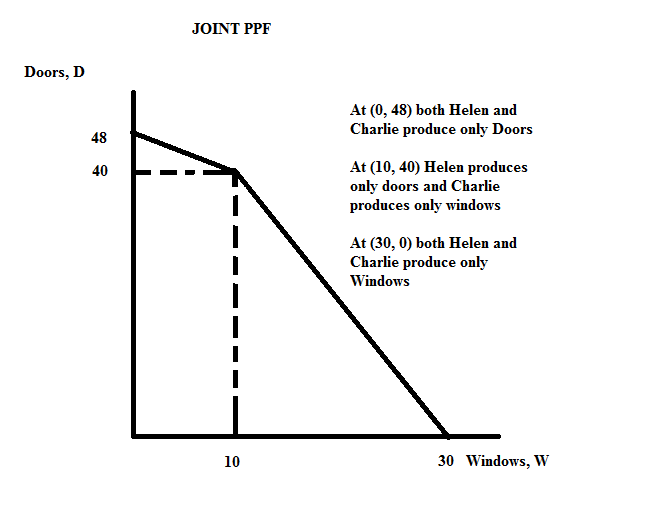 JOINT PPF
Doors, D
48
40
At (0, 48) both Helen and
Charlie produce only Doors
At (10, 40) Helen produces
only doors and Charlie
produces only windows
At (30, 0) both Helen and
Charlie produce only
Windows
10
30
Windows, W